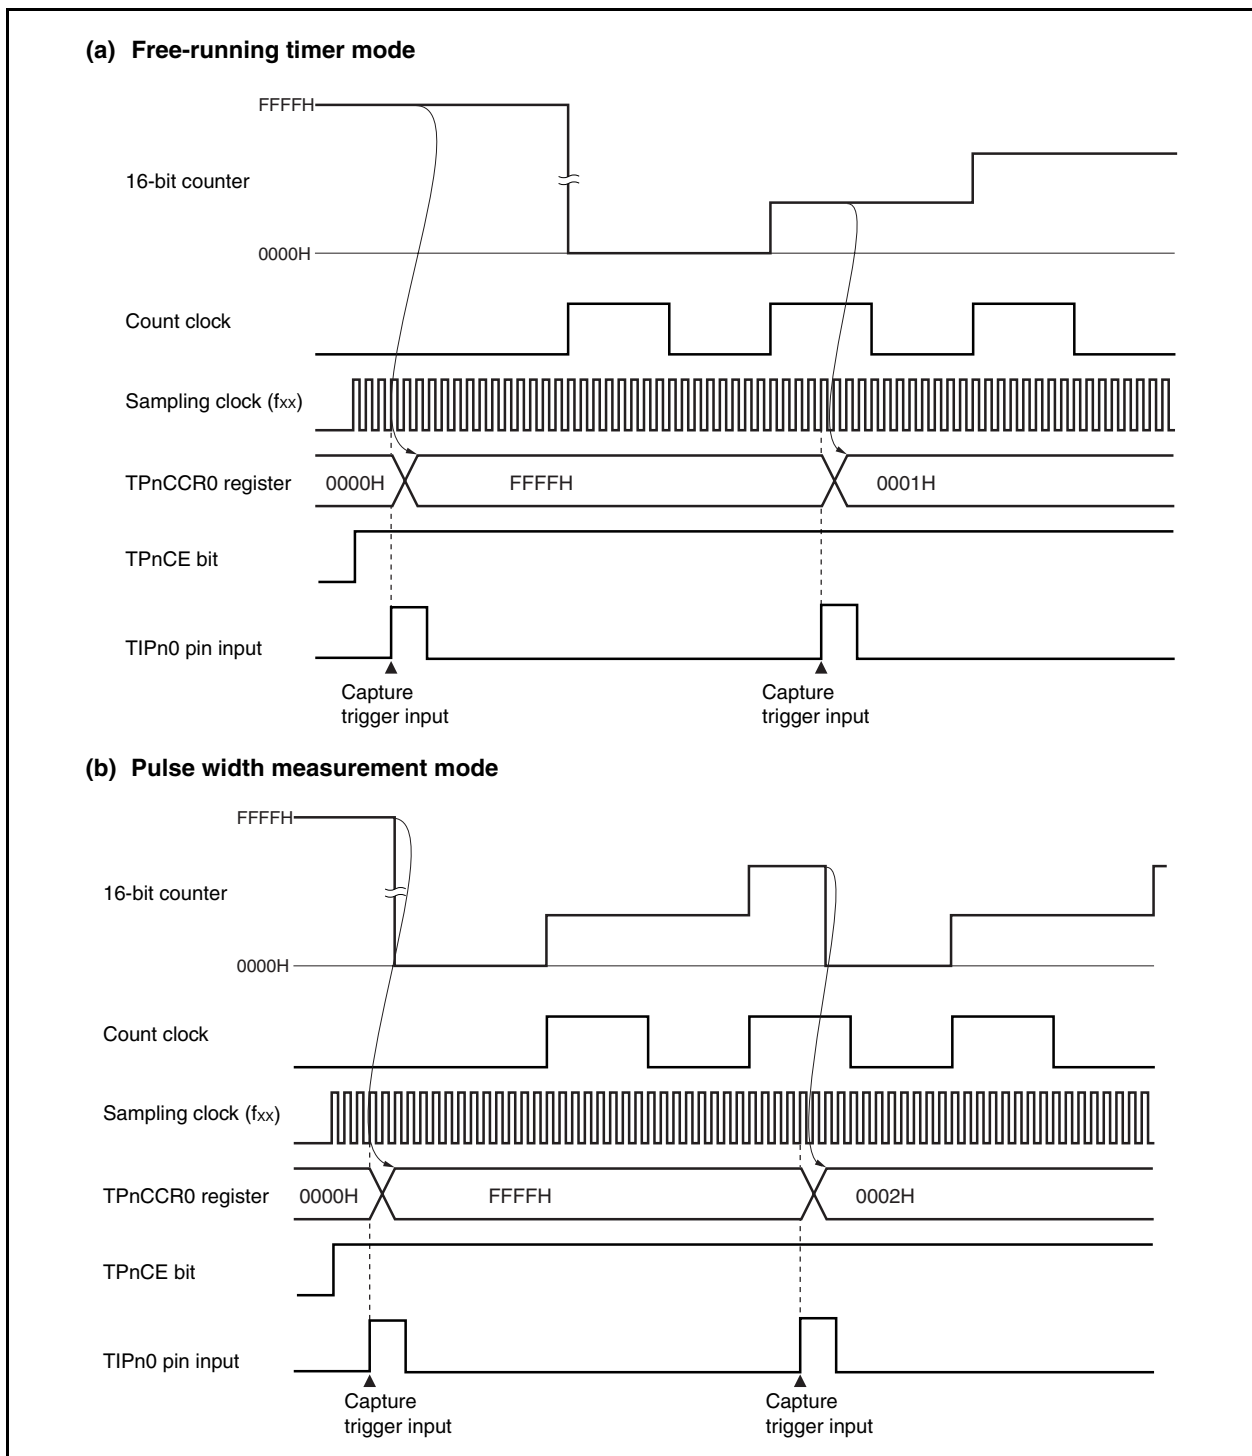 (a) Free-running timer mode
FFFFH
16-bit counter
0000H
Count clock
Sampling clock (fxx)
TPnCCR0 register 0000H FFFFH 0001H
TPnCE bit
TIPn0 pin input
Capture trigger input
Capture trigger input
(b) Pulse width measurement mode
FFFFH
16-bit counter
0000H
Count clock
Sampling clock (fxx)
TPnCCR0 register 0000H FFFFH 0002H
TPnCE bit
TIPn0 pin input
Capture
trigger input
Capture
trigger input